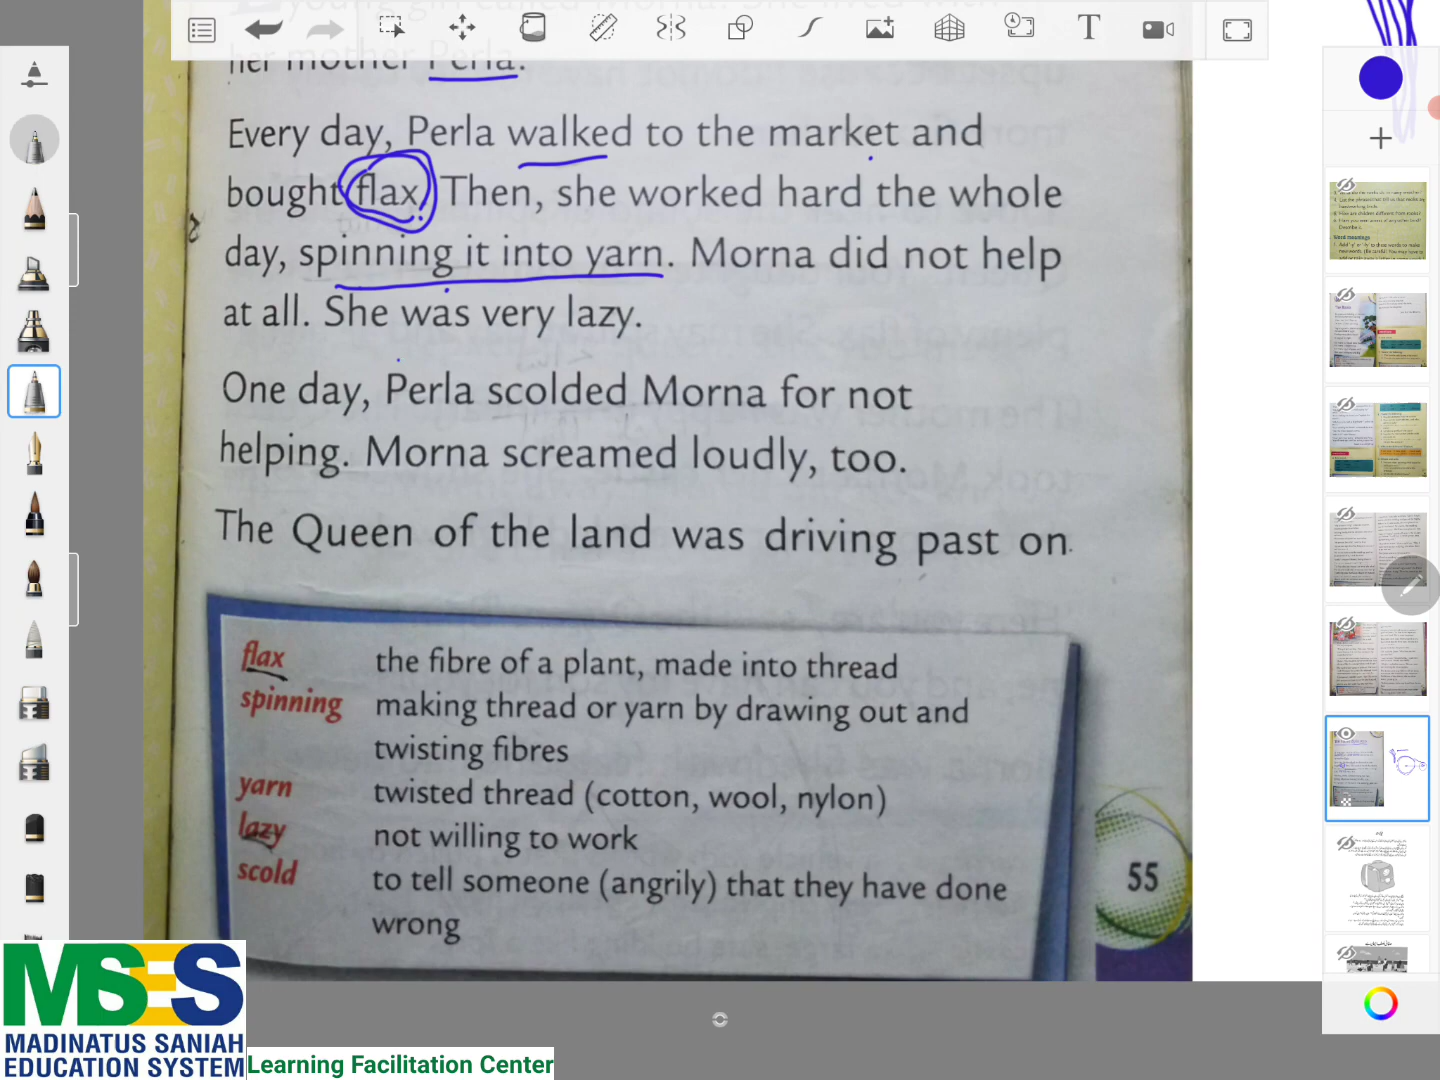 her mother Perla.
Every day, Perla walked to the market and
bought flax. Then, she worked hard the whole
day, spinning it into yarn. Morna did not help
at all. She was very lazy.
One day, Perla scolded Morna for not
helping. Morna screamed loudly, too.
The Queen of the land was driving past on
flax the fibre of a plant, made into thread
spinning making thread or yarn by drawing out and
twisting fibres
yarn twisted thread (cotton, wool, nylon)
lazy not willing to work
scold to tell someone (angrily) that they have done
wrong
55
MSES
MADINATUS SANIAH
EDUCATION SYSTEM
Learning Facilitation Center